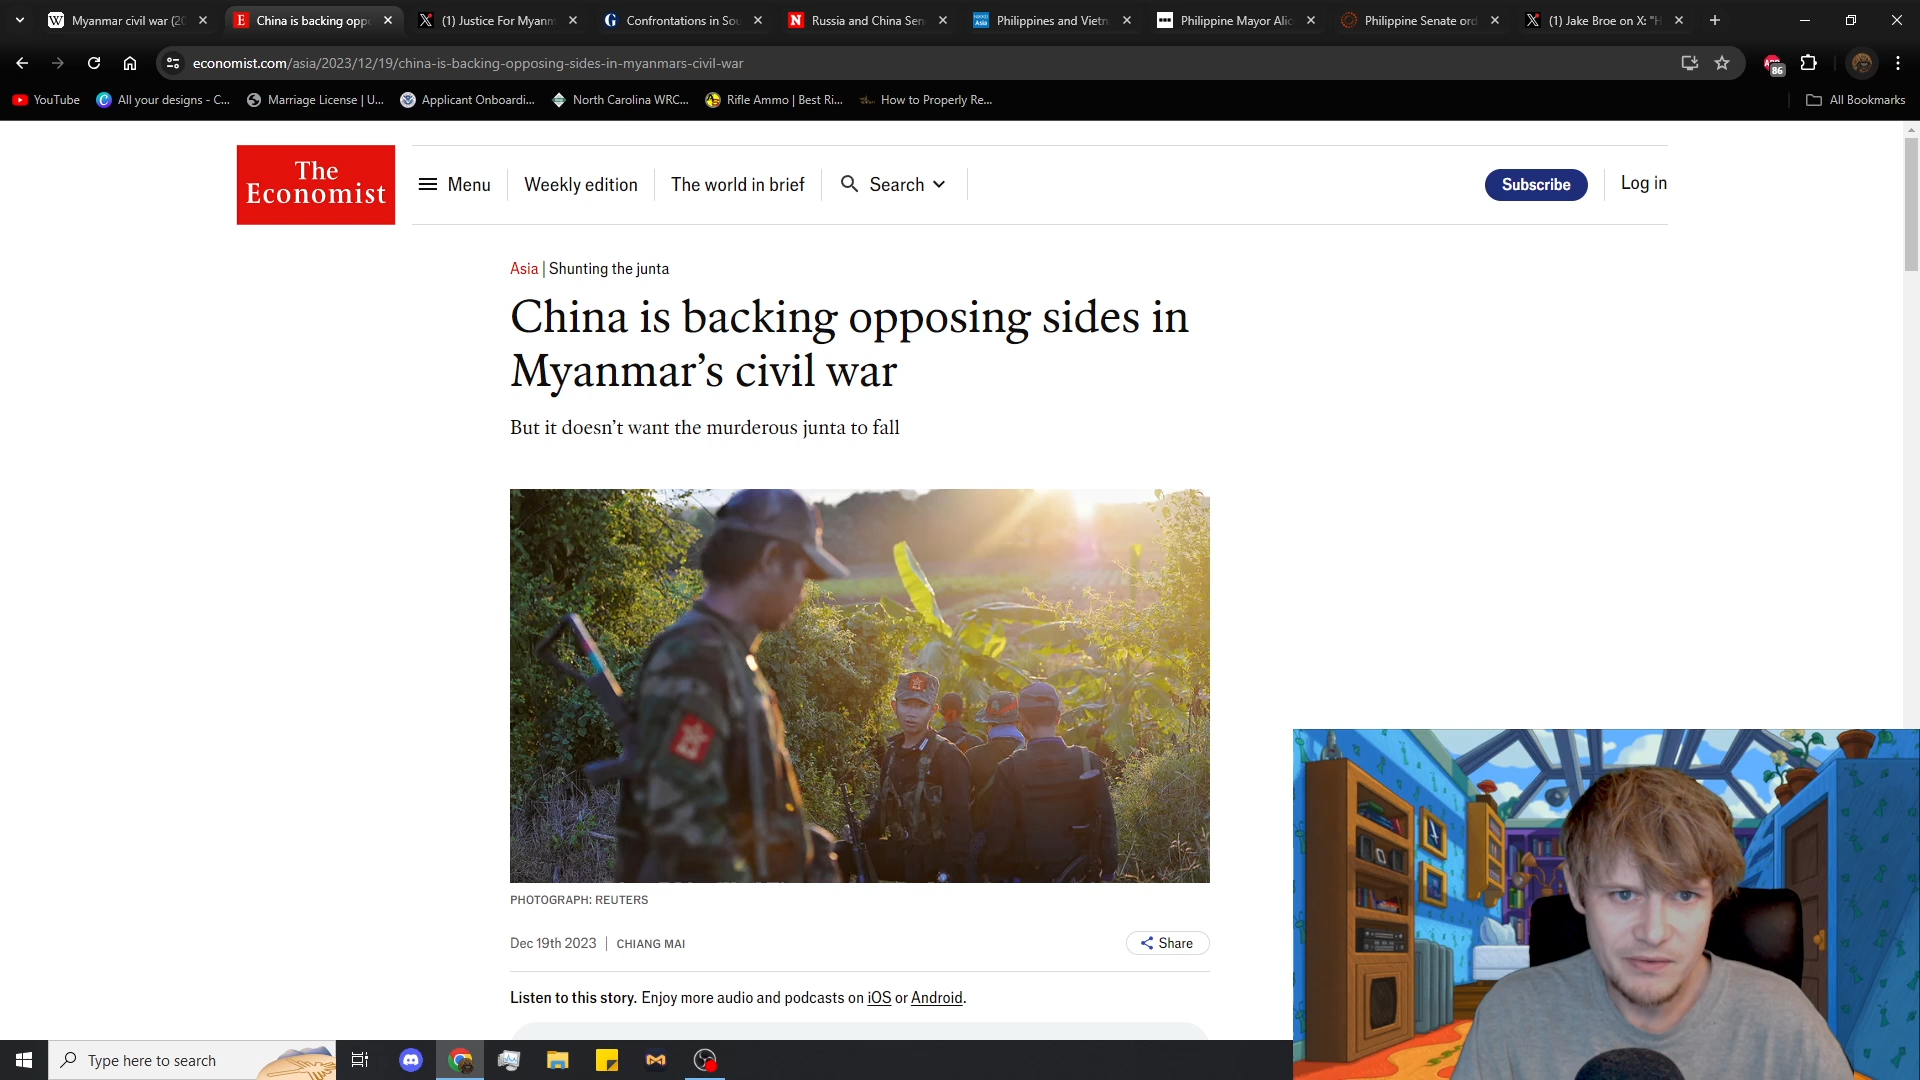 Myanmar civil war (20
China is backing oppo
(1) Justice For Myanm
Confrontations in Sou
Russia and China Sen
Philippines and Vietn
Philippine Mayor Alic
Philippine Senate ord
(1) Jake Broe on X: "H
economist.com/asia/2023/12/19/china-is-backing-opposing-sides-in-myanmars-civil-war
86
YouTube
All your designs - C...
Marriage License | U...
Applicant Onboardi...
North Carolina WRC...
Rifle Ammo | Best Ri...
How to Properly Re...
All Bookmarks
The
Economist
Menu
Weekly edition
The world in brief
Search
Subscribe
Log in
Asia | Shunting the junta
China is backing opposing sides in
Myanmar’s civil war
But it doesn’t want the murderous junta to fall
PHOTOGRAPH: REUTERS
Dec 19th 2023 | CHIANG MAI
Share
Listen to this story. Enjoy more audio and podcasts on iOS or Android.
Type here to search